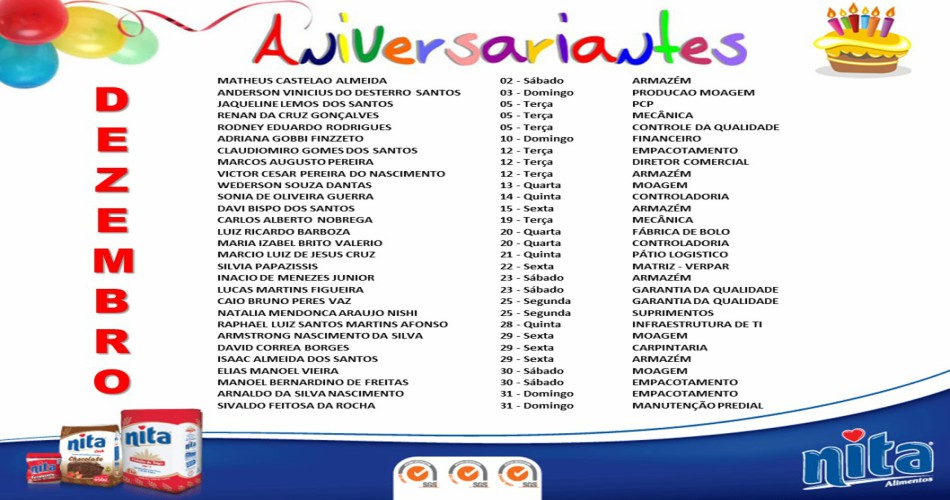 Aniversariantes
DEZEMBRO
MATHEUS CASTELAO ALMEIDA 02 - Sábado ARMAZÉM
ANDERSON VINICIUS DO DESTERRO SANTOS 03 - Domingo PRODUCAO MOAGEM
JAQUELINE LEMOS DOS SANTOS 05 - Terça PCP
RENAN DA CRUZ GONÇALVES 05 - Terça MECÃNICA
RODNEY EDUARDO RODRIGUES 05 - Terça CONTROLE DA QUALIDADE
ADRIANA GOBBI FINZZETO 10 - Domingo FINANCEIRO
CLAUDIOMIRO GOMES DOS SANTOS 12 - Terça EMPACOTAMENTO
MARCOS AUGUSTO PEREIRA 12 - Terça DIRETOR COMERCIAL
VICTOR CESAR PEREIRA DO NASCIMENTO 12 - Terça ARMAZÉM
WEDERSON SOUZA DANTAS 13 - Quarta MOAGEM
SONIA DE OLIVEIRA GUERRA 14 - Quinta CONTROLADORIA
DAVI BISPO DOS SANTOS 15 - Sexta ARMAZÉM
CARLOS ALBERTO NOBREGA 19 - Terça MECÂNICA
LUIZ RICARDO BARBOZA 20 - Quarta FÁBRICA DE BOLO
MARIA IZABEL BRITO VALERIO 20 - Quarta CONTROLADORIA
MARCIO LUIZ DE JESUS CRUZ 21 - Quinta PÁTIO LOGISTICO
SILVIA PAPAZISSIS 22 - Sexta MATRIZ - VERPAR
INACIO DE MENEZES JUNIOR 23 - Sábado ARMAZÉM
LUCAS MARTINS FIGUEIRA 23 - Sábado GARANTIA DA QUALIDADE
CAIO BRUNO PERES VAZ 25 - Segunda GARANTIA DA QUALIDADE
NATALIA MENDONCA ARAUJO NISHI 25 - Segunda SUPRIMENTOS
RAPHAEL LUIZ SANTOS MARTINS AFONSO 28 - Quinta INFRAESTRUTURA DE TI
ARMSTRONG NASCIMENTO DA SILVA 29 - Sexta MOAGEM
DAVID CORREA BORGES 29 - Sexta CARPINTARIA
ISAAC ALMEIDA DOS SANTOS 29 - Sexta ARMAZÉM
ELIAS MANOEL VIEIRA 30 - Sábado MOAGEM
MANOEL BERNARDINO DE FREITAS 30 - Sábado EMPACOTAMENTO
ARNALDO DA SILVA NASCIMENTO 31 - Domingo EMPACOTAMENTO
SIVALDO FEITOSA DA ROCHA 31 - Domingo MANUTENÇÃO PREDIAL
nita
nita
Chocolate
nita
SGS SGS SGS
nita
Alimentos